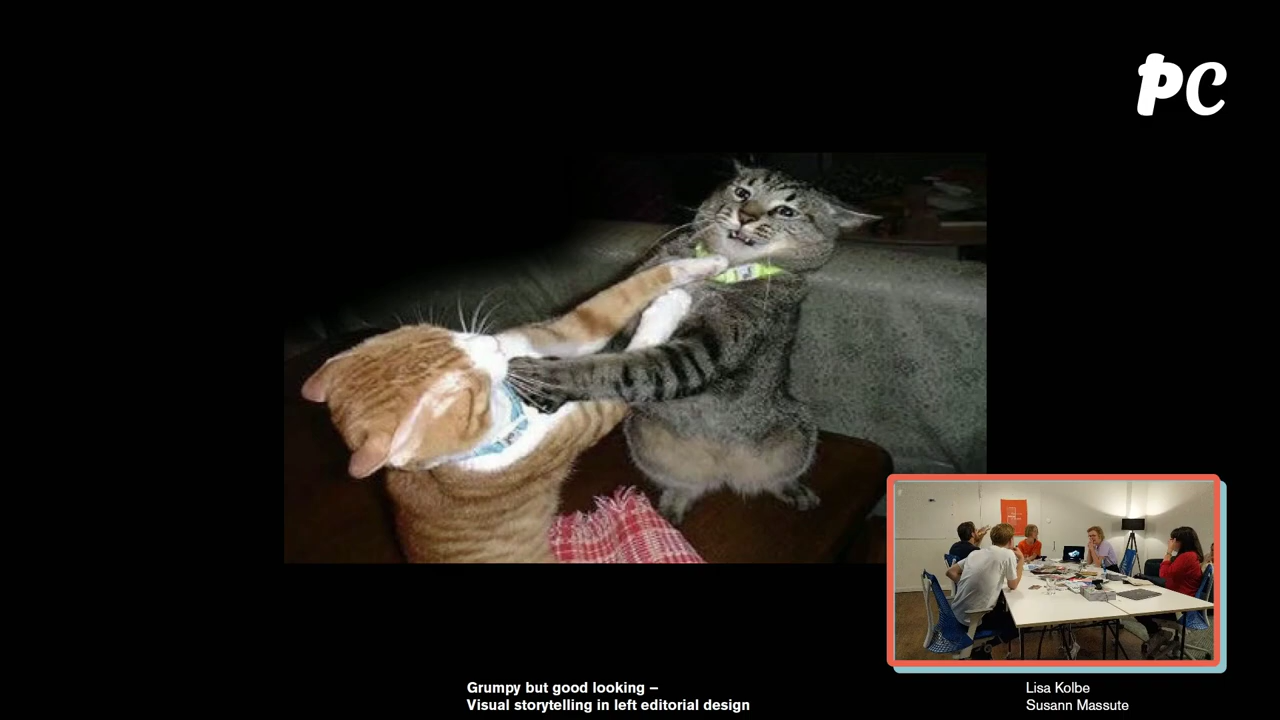 PC
Grumpy but good looking –
Visual storytelling in left editorial design
Lisa Kolbe
Susann Massute